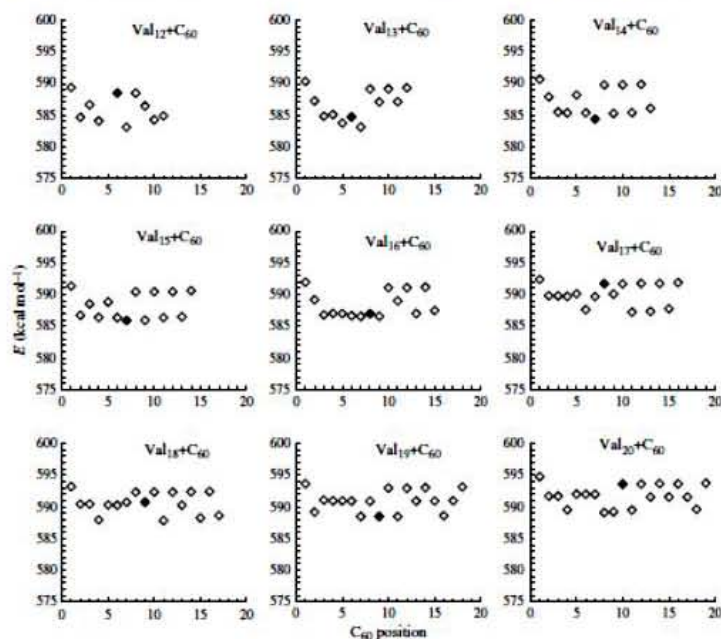 Val₁₂+C₆₀ Val₁₃+C₆₀ Val₁₄+C₆₀
600 600 600
595 595 595
590 590 590
585 585 585
580 580 580
575 575 575
0 5 10 15 20 0 5 10 15 20 0 5 10 15 20
Val₁₅+C₆₀ Val₁₆+C₆₀ Val₁₇+C₆₀
600 600 600
595 595 595
590 590 590
585 585 585
580 580 580
575 575 575
0 5 10 15 20 0 5 10 15 20 0 5 10 15 20
E (kcal mol⁻¹)
Val₁₈+C₆₀ Val₁₉+C₆₀ Val₂₀+C₆₀
600 600 600
595 595 595
590 590 590
585 585 585
580 580 580
575 575 575
0 5 10 15 20 0 5 10 15 20 0 5 10 15 20
C₆₀ position